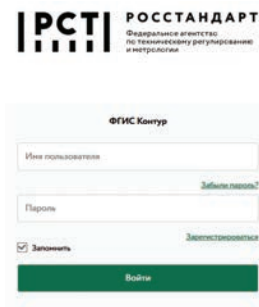 РСТ
РОССТАНДАРТ
Федеральное агентство
по техническому регулированию
и метрологии
ФГИС Контур
Имя пользователя
Забыли пароль?
Пароль
Зарегистрироваться
Запомнить
Войти